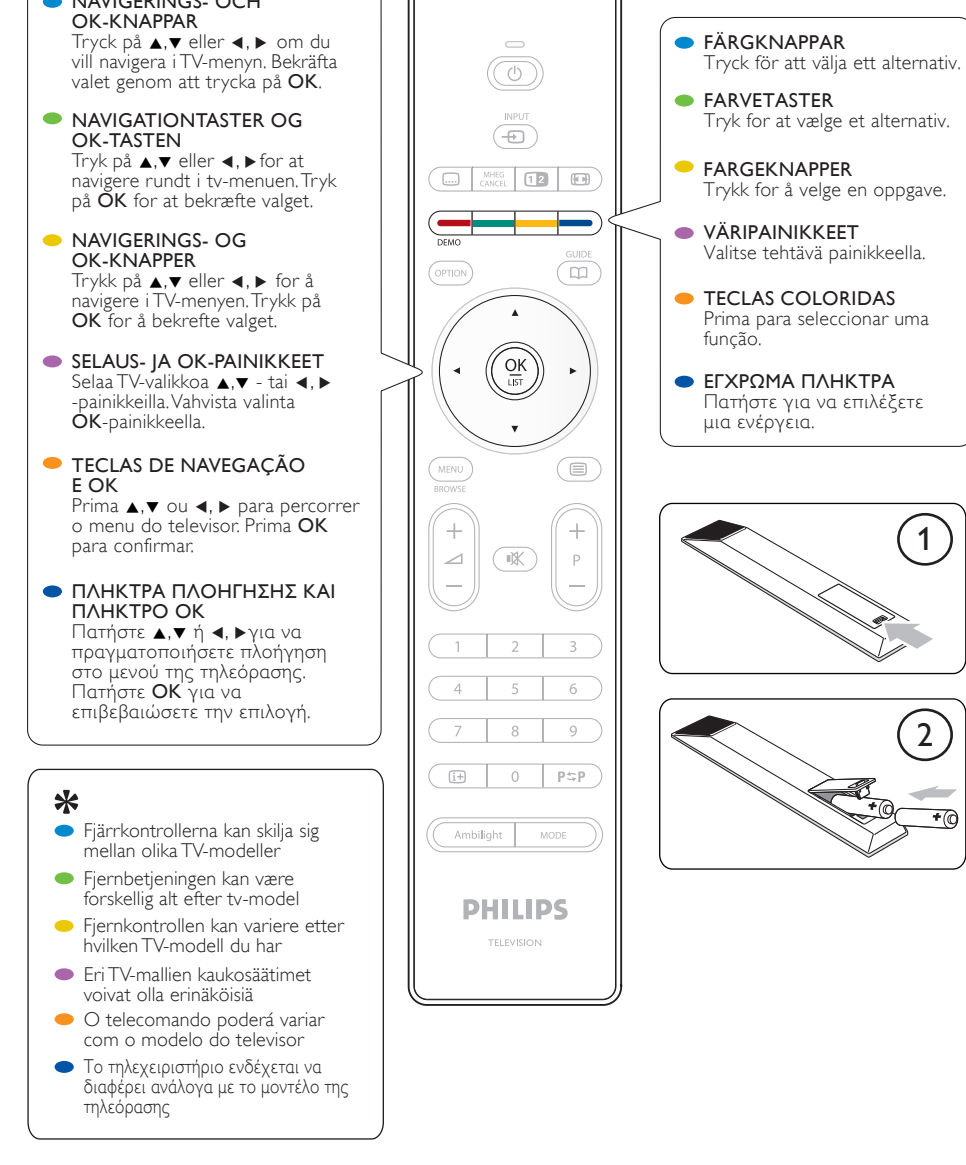 NAVIGERINGS- OCH
OK-KNAPPAR
Tryck på ▲,▼ eller ◄, ► om du
vill navigera i TV-menyn. Bekräfta
valet genom att trycka på OK.
NAVIGATIONTASTER OG
OK-TASTEN
Tryk på ▲,▼ eller ◄, ► for at
navigere rundt i tv-menuen. Tryk
på OK for at bekræfte valget.
NAVIGERINGS- OG
OK-KNAPPER
Trykk på ▲,▼ eller ◄, ► for å
navigere i TV-menyen. Trykk på
OK for å bekrefte valget.
SELAUS- JA OK-PAINIKKEET
Selaa TV-valikkoa ▲,▼ - tai ◄, ►
-painikkeilla. Vahvista valinta
OK-painikkeella.
TECLAS DE NAVEGAÇÃO
E OK
Prima ▲,▼ ou ◄, ► para percorrer
o menu do televisor. Prima OK
para confirmar.
ΠΛΗΚΤΡΑ ΠΛΟΗΓΗΣΗΣ ΚΑΙ
ΠΛΗΚΤΡΟ ΟΚ
Πατήστε ▲,▼ ή ◄, ► για να
πραγματοποιήσετε πλοήγηση
στο μενού της τηλεόρασης.
Πατήστε OK για να
επιβεβαιώσετε την επιλογή.
*
Fjärrkontrollerna kan skilja sig
mellan olika TV-modeller
Fjernbetjeningen kan være
forskellig alt efter tv-model
Fjernkontrollen kan variere etter
hvilken TV-modell du har
Eri TV-mallien kaukosäätimet
voivat olla erinäköisiä
O telecomando poderá variar
com o modelo do televisor
Το τηλεχειριστήριο ενδέχεται να
διαφέρει ανάλογα με το μοντέλο της
τηλεόρασης
INPUT
MHEG
CANCEL
1 2
DEMO
GUIDE
OPTION
OK
LIST
MENU
BROWSE
+ +
P
− −
1 2 3
4 5 6
7 8 9
i+ 0 P⇆P
Ambilight MODE
PHILIPS
TELEVISION
FÄRGKNAPPAR
Tryck för att välja ett alternativ.
FARVETASTER
Tryk for at vælge et alternativ.
FARGEKNAPPER
Trykk for å velge en oppgave.
VÄRIPAINIKKEET
Valitse tehtävä painikkeella.
TECLAS COLORIDAS
Prima para seleccionar uma
função.
ΕΓΧΡΩΜΑ ΠΛΗΚΤΡΑ
Πατήστε για να επιλέξετε
μια ενέργεια.
1
2
+ +